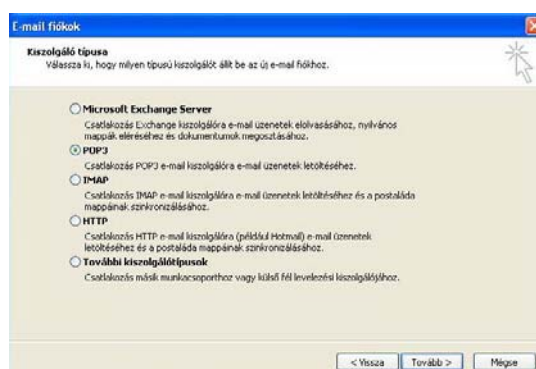 E-mail fiókok
Kiszolgáló típusa
Válassza ki, hogy milyen típusú kiszolgálót állít be az új e-mail fiókhoz.
Microsoft Exchange Server
Csatlakozás Exchange kiszolgálóra e-mail üzenetek elolvasásához, nyilvános
mappák eléréséhez és dokumentumok megosztásához.
POP3
Csatlakozás POP3 e-mail kiszolgálóra e-mail üzenetek letöltéséhez.
IMAP
Csatlakozás IMAP e-mail kiszolgálóra e-mail üzenetek letöltéséhez és a postaláda
mappáinak szinkronizálásához.
HTTP
Csatlakozás HTTP e-mail kiszolgálóra (például Hotmail) e-mail üzenetek
letöltéséhez és a postaláda mappáinak szinkronizálásához.
További kiszolgálótípusok
Csatlakozás másik munkacsoporthoz vagy külső fél levelezési kiszolgálójához.
< Vissza Tovább > Mégse